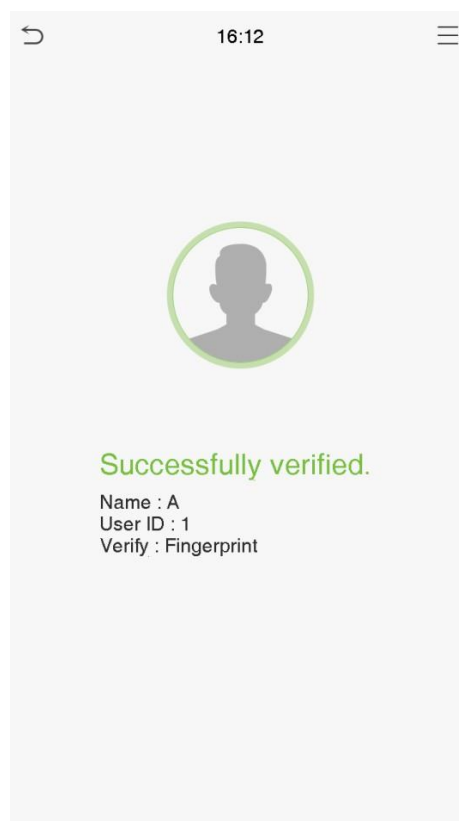 16:12
Successfully verified.
Name : A
User ID : 1
Verify : Fingerprint